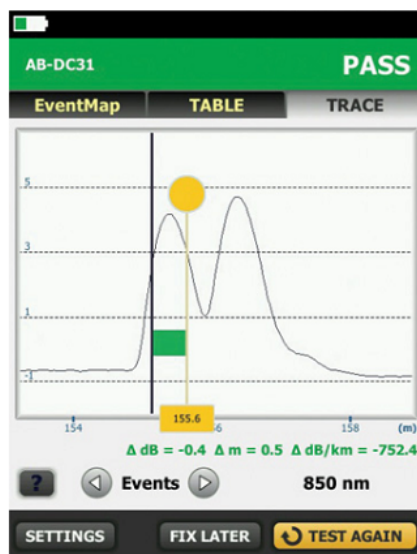 AB-DC31 PASS
EventMap TABLE TRACE
5
3
1
-1
155.6
154 56 158 (m)
Δ dB = -0.4 Δ m = 0.5 Δ dB/km = -752.4
? Events 850 nm
SETTINGS FIX LATER TEST AGAIN